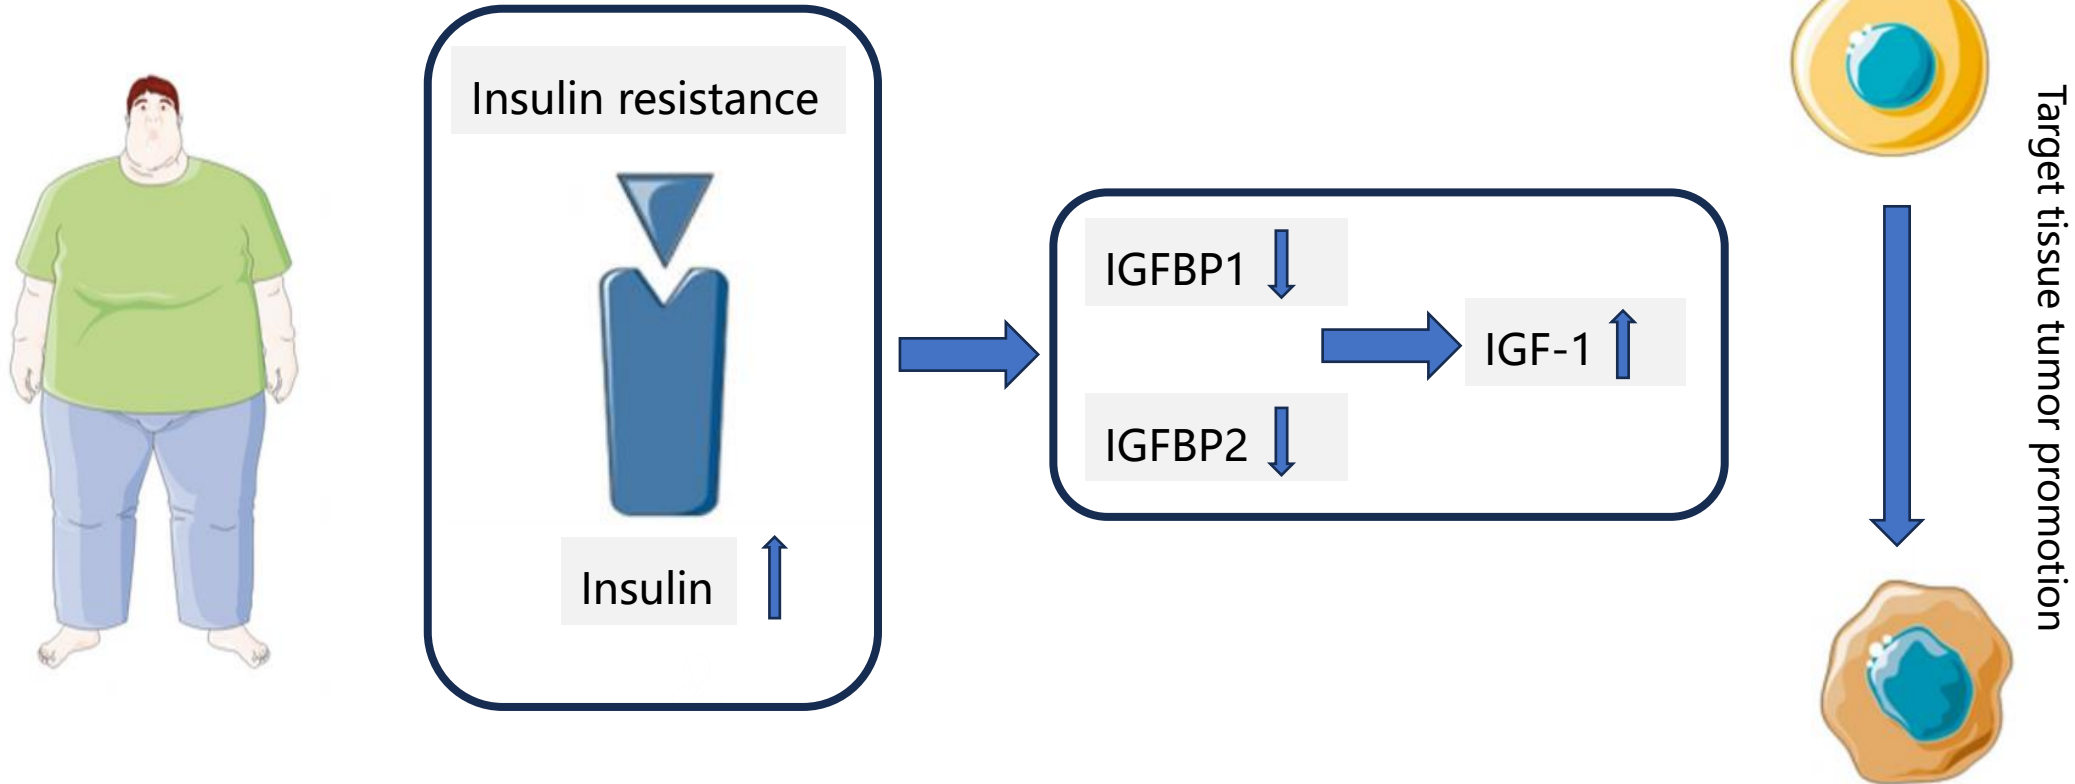 Insulin resistance
Insulin
IGFBP1
IGFBP2
IGF-1
Target tissue tumor promotion